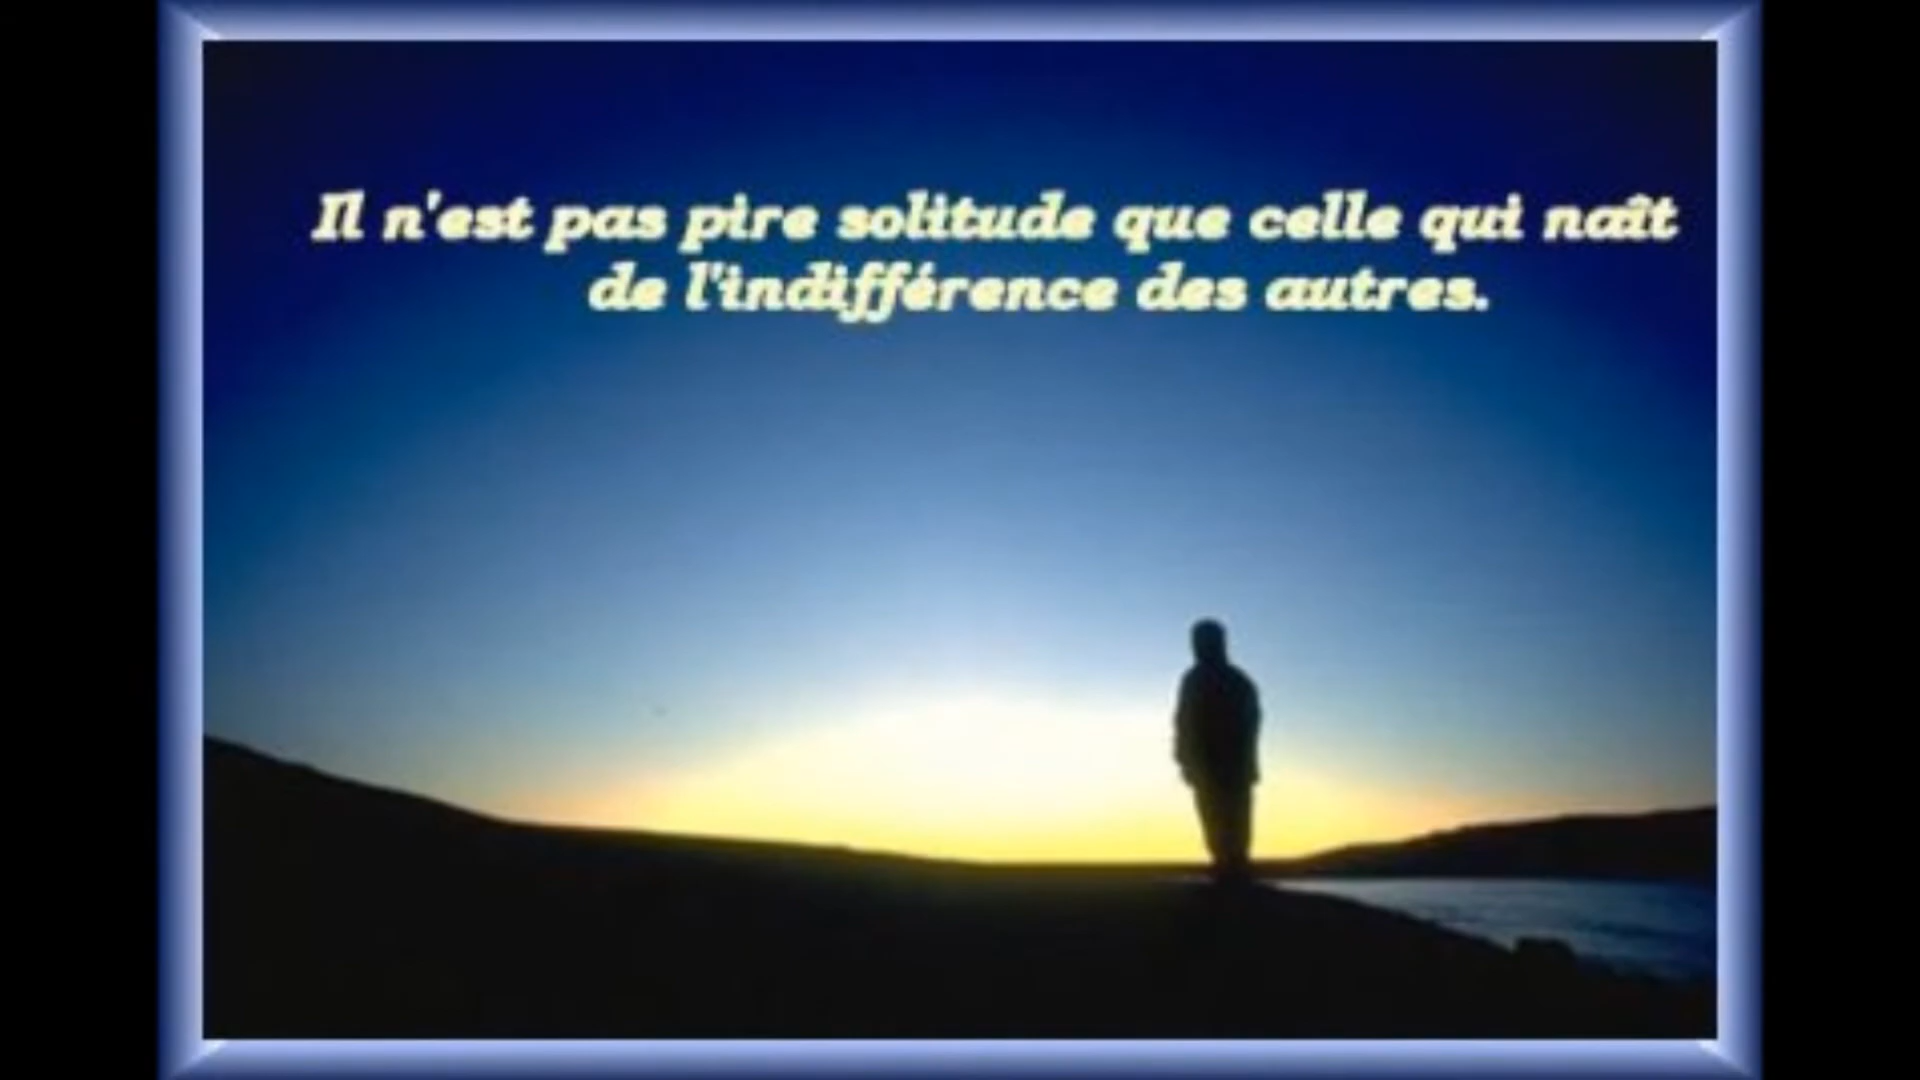 Il n'est pas pire solitude que celle qui naît
de l'indifférence des autres.